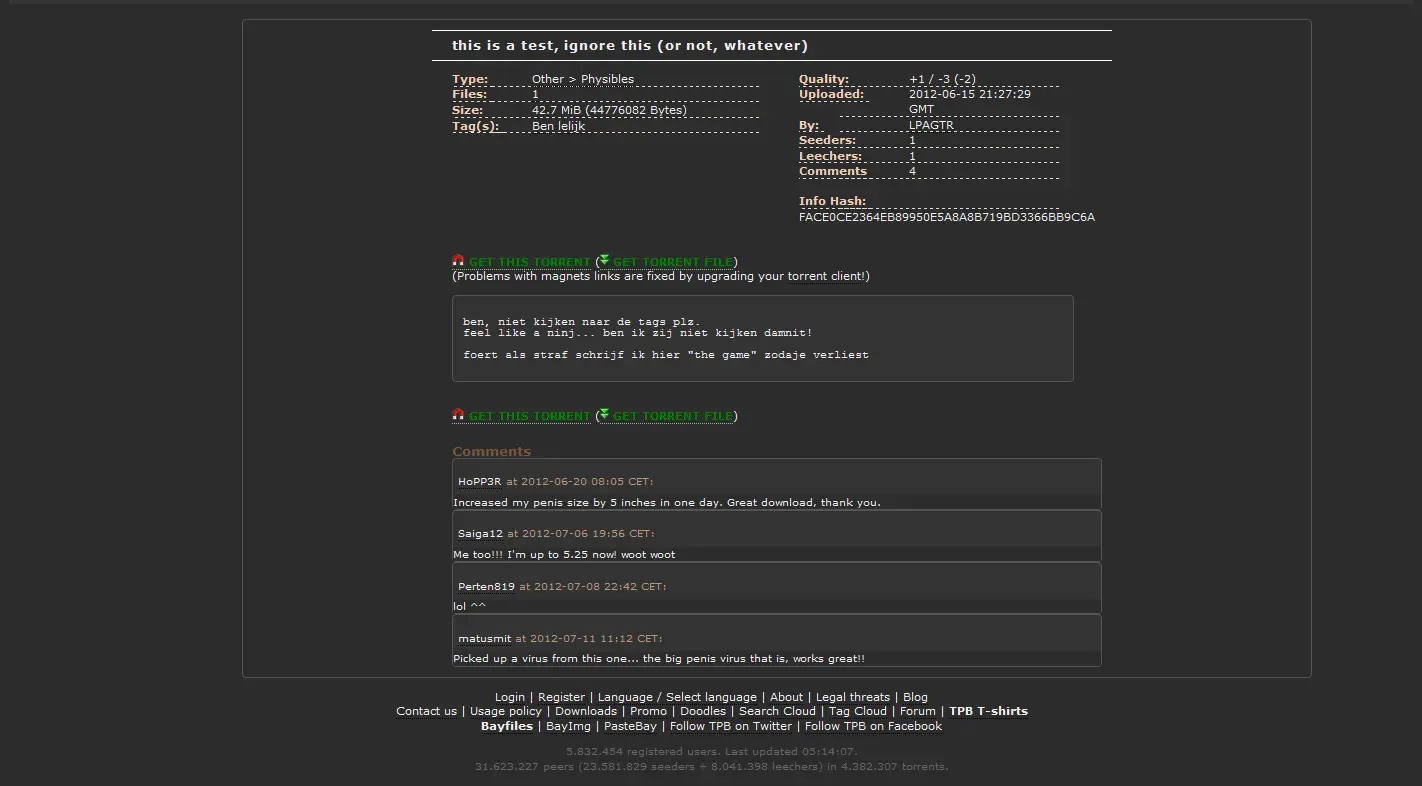 this is a test, ignore this (or not, whatever)
Type: Other > Physibles
Files: 1
Size: 42.7 MiB (44776082 Bytes)
Tag(s): Ben lelijk
Quality: +1 / -3 (-2)
Uploaded: 2012-06-15 21:27:29
GMT
By: LPAGTR
Seeders: 1
Leechers: 1
Comments 4
Info Hash:
FACE0CE2364EB89950E5A8A8B719BD3366BB9C6A
GET THIS TORRENT (GET TORRENT FILE)
(Problems with magnets links are fixed by upgrading your torrent client!)
ben, niet kijken naar de tags plz.
feel like a ninj... ben ik zij niet kijken damnit!
foert als straf schrijf ik hier "the game" zodaje verliest
GET THIS TORRENT (GET TORRENT FILE)
Comments
HoPP3R at 2012-06-20 08:05 CET:
Increased my penis size by 5 inches in one day. Great download, thank you.
Saiga12 at 2012-07-06 19:56 CET:
Me too!!! I'm up to 5.25 now! woot woot
Perten819 at 2012-07-08 22:42 CET:
lol ^^
matusmit at 2012-07-11 11:12 CET:
Picked up a virus from this one... the big penis virus that is, works great!!
Login | Register | Language / Select language | About | Legal threats | Blog
Contact us | Usage policy | Downloads | Promo | Doodles | Search Cloud | Tag Cloud | Forum | TPB T-shirts
Bayfiles | BayImg | PasteBay | Follow TPB on Twitter | Follow TPB on Facebook
5.832.454 registered users. Last updated 05:14:07.
31.623.227 peers (23.581.829 seeders + 8.041.398 leechers) in 4.382.307 torrents.